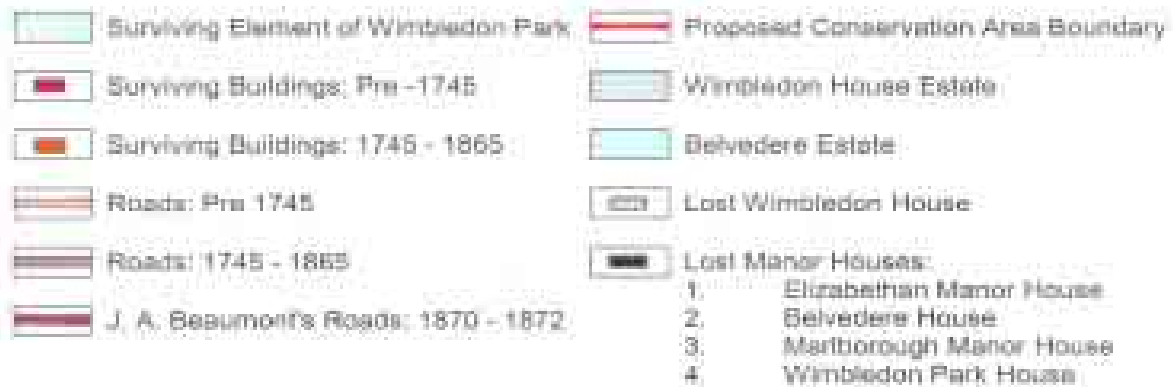 Surviving Element of Wimbledon Park
Surviving Buildings: Pre -1745
Surviving Buildings: 1745 - 1865
Roads: Pre 1745
Roads: 1745 - 1865
J. A. Beaumont's Roads: 1870 - 1872
Proposed Conservation Area Boundary
Wimbledon House Estate
Belvedere Estate
Lost Wimbledon House
Lost Manor Houses:
1. Elizabethan Manor House
2. Belvedere House
3. Marlborough Manor House
4. Wimbledon Park House